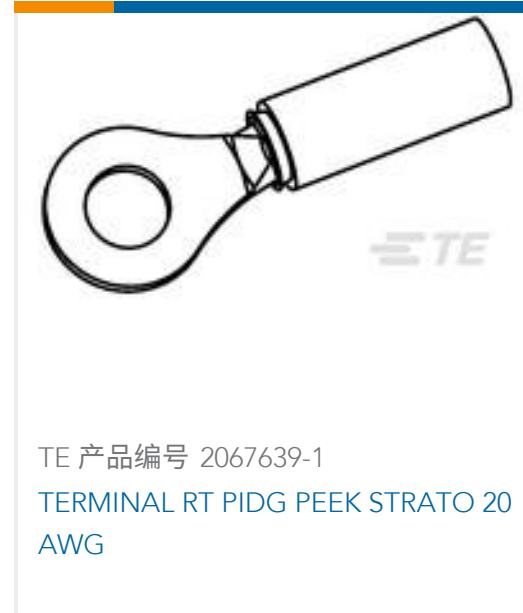 TE
TE 产品编号 2067639-1
TERMINAL RT PIDG PEEK STRATO 20
AWG